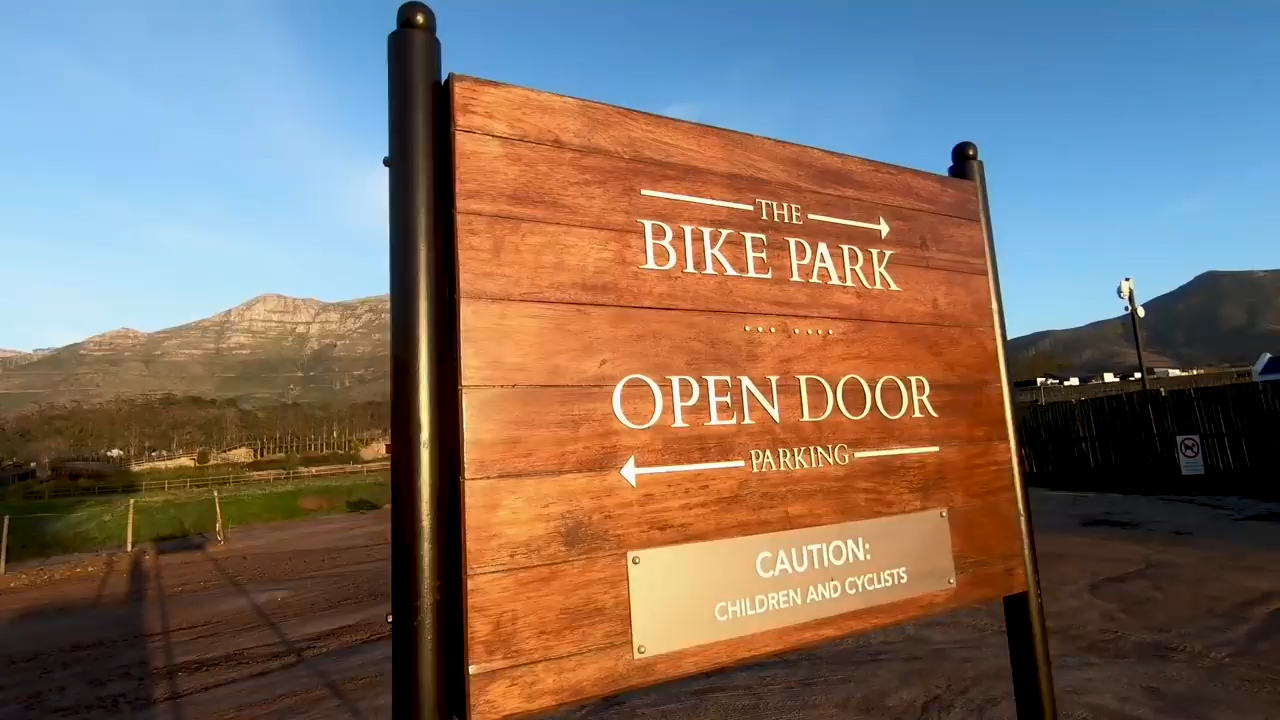 THE
BIKE PARK
OPEN DOOR
PARKING
CAUTION:
CHILDREN AND CYCLISTS